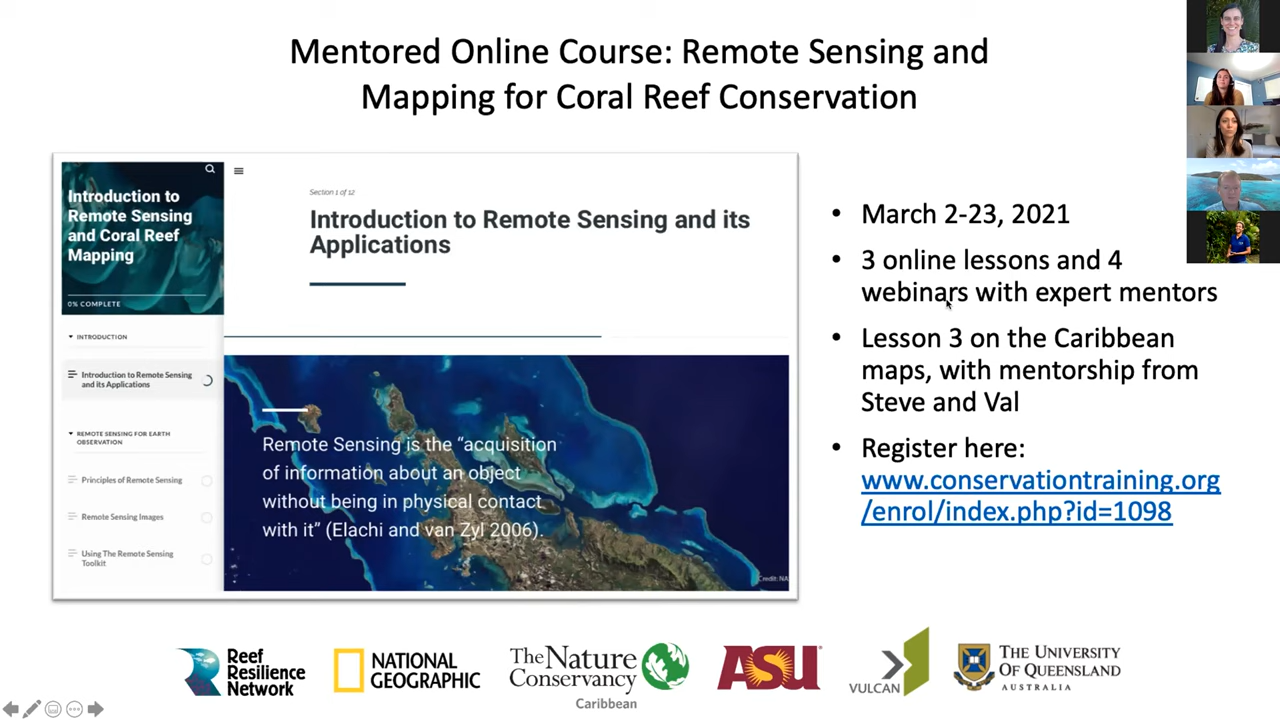 Mentored Online Course: Remote Sensing and
Mapping for Coral Reef Conservation
Introduction to
Remote Sensing
and Coral Reef
Mapping
0% COMPLETE
INTRODUCTION
Introduction to Remote Sensing
and its Applications
REMOTE SENSING FOR EARTH
OBSERVATION
Principles of Remote Sensing
Remote Sensing Images
Using The Remote Sensing
Toolkit
Section 1 of 12
Introduction to Remote Sensing and its
Applications
Remote Sensing is the “acquisition
of information about an object
without being in physical contact
with it” (Elachi and van Zyl 2006).
Credit: NA
• March 2-23, 2021
• 3 online lessons and 4
webinars with expert mentors
• Lesson 3 on the Caribbean
maps, with mentorship from
Steve and Val
• Register here:
www.conservationtraining.org
/enrol/index.php?id=1098
Reef
Resilience
Network
NATIONAL
GEOGRAPHIC
The Nature
Conservancy
Caribbean
ASU
VULCAN
THE UNIVERSITY
OF QUEENSLAND
AUSTRALIA